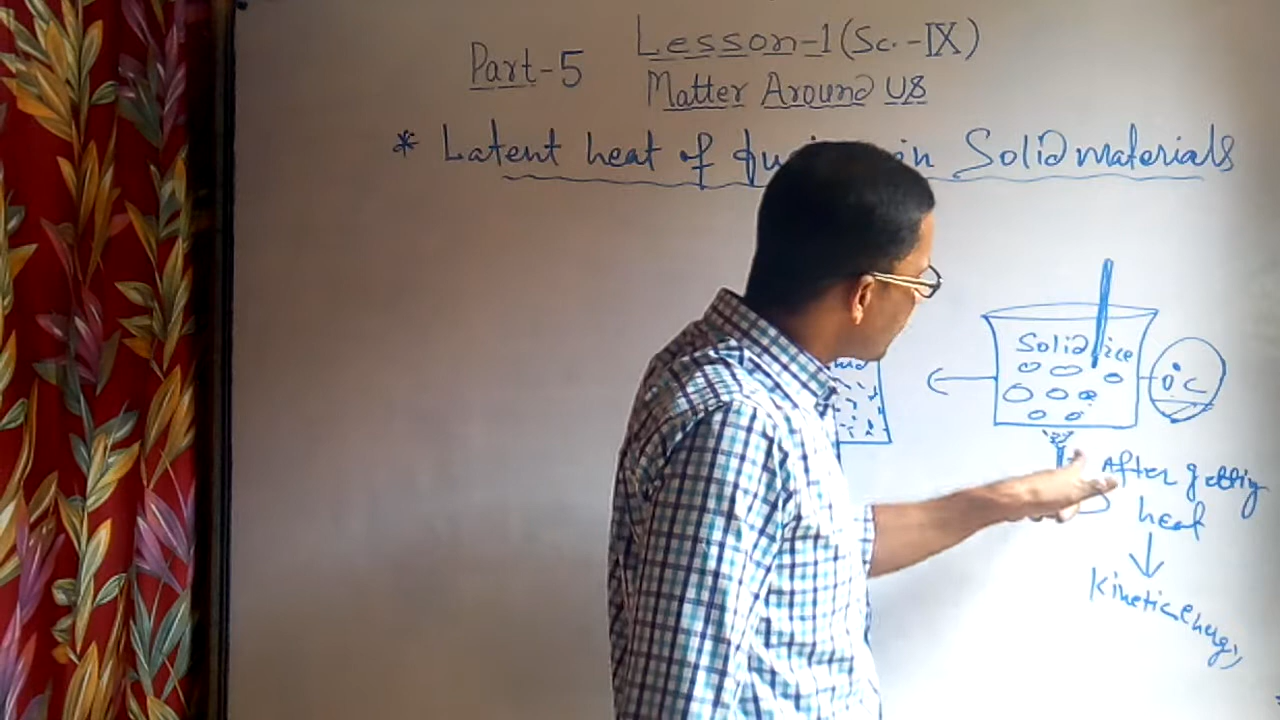 Part-5
Lesson-1 (Sc.-IX)
Matter Around us
* Latent heat of in Solid materials
Solid ice
0°C
After getting
heat
↓
Kinetic energy